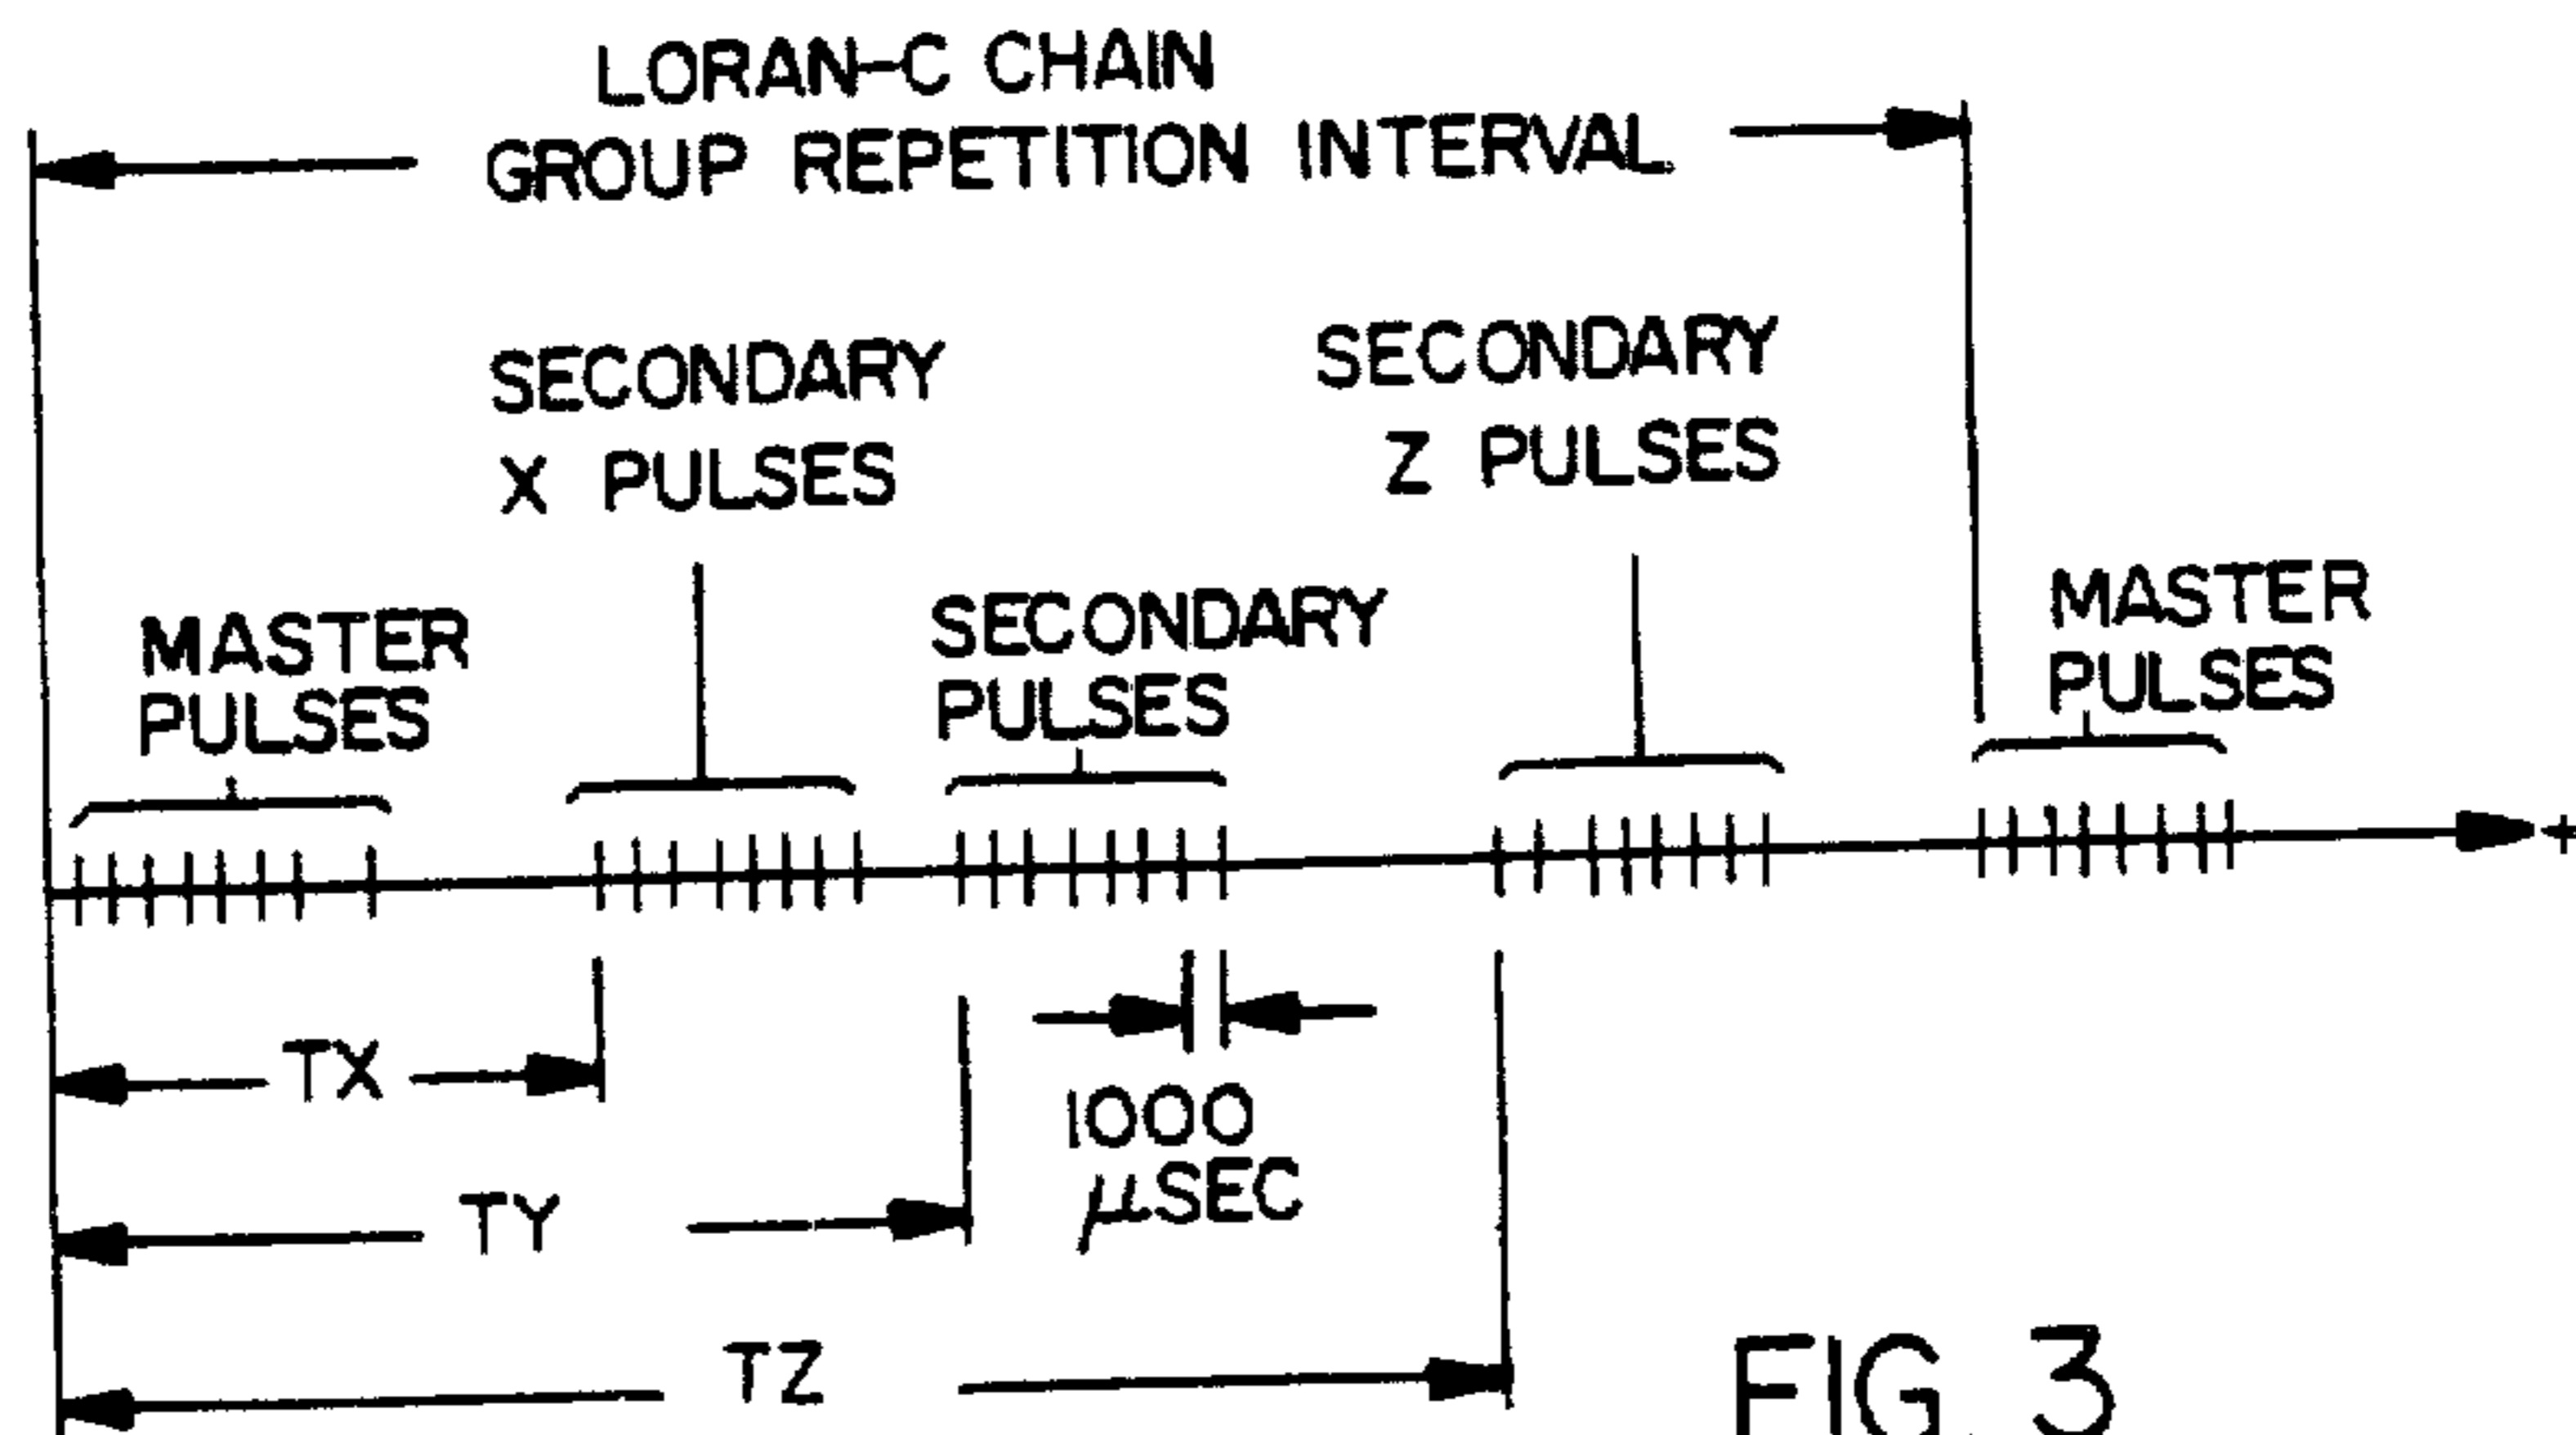 LORAN-C CHAIN
GROUP REPETITION INTERVAL
SECONDARY
X PULSES
SECONDARY
Z PULSES
MASTER
PULSES
SECONDARY
PULSES
MASTER
PULSES
+
TX
1000
μSEC
TY
TZ
FIG. 3